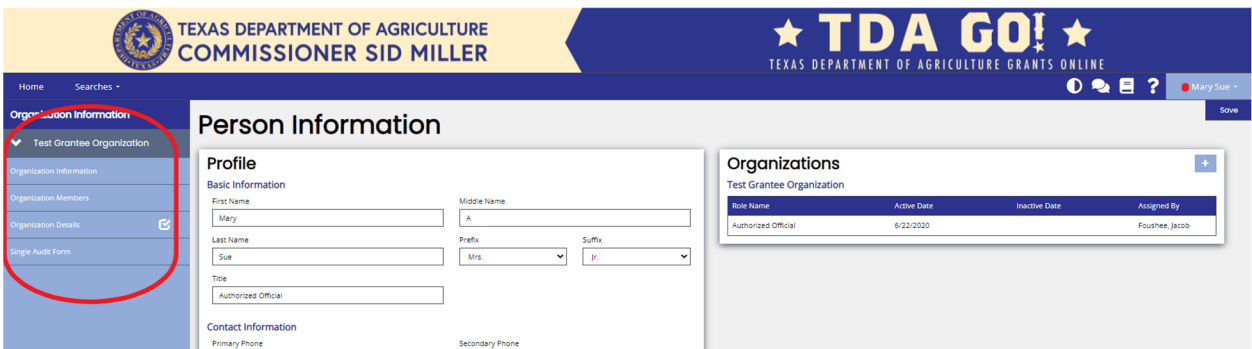 TEXAS DEPARTMENT OF AGRICULTURE
COMMISSIONER SID MILLER
TDA GO!
TEXAS DEPARTMENT OF AGRICULTURE GRANTS ONLINE
Home Searches
? Mary Sue
Organization Information
Save
Test Grantee Organization
Organization Information
Organization Members
Organization Details
Single Audit Form
Person Information
Profile
Basic Information
First Name Middle Name
Mary A
Last Name Prefix Suffix
Sue Mrs. Jr.
Title
Authorized Official
Contact Information
Primary Phone Secondary Phone
Organizations +
Test Grantee Organization
Role Name Active Date Inactive Date Assigned By
Authorized Official 6/22/2020 Foushee, Jacob